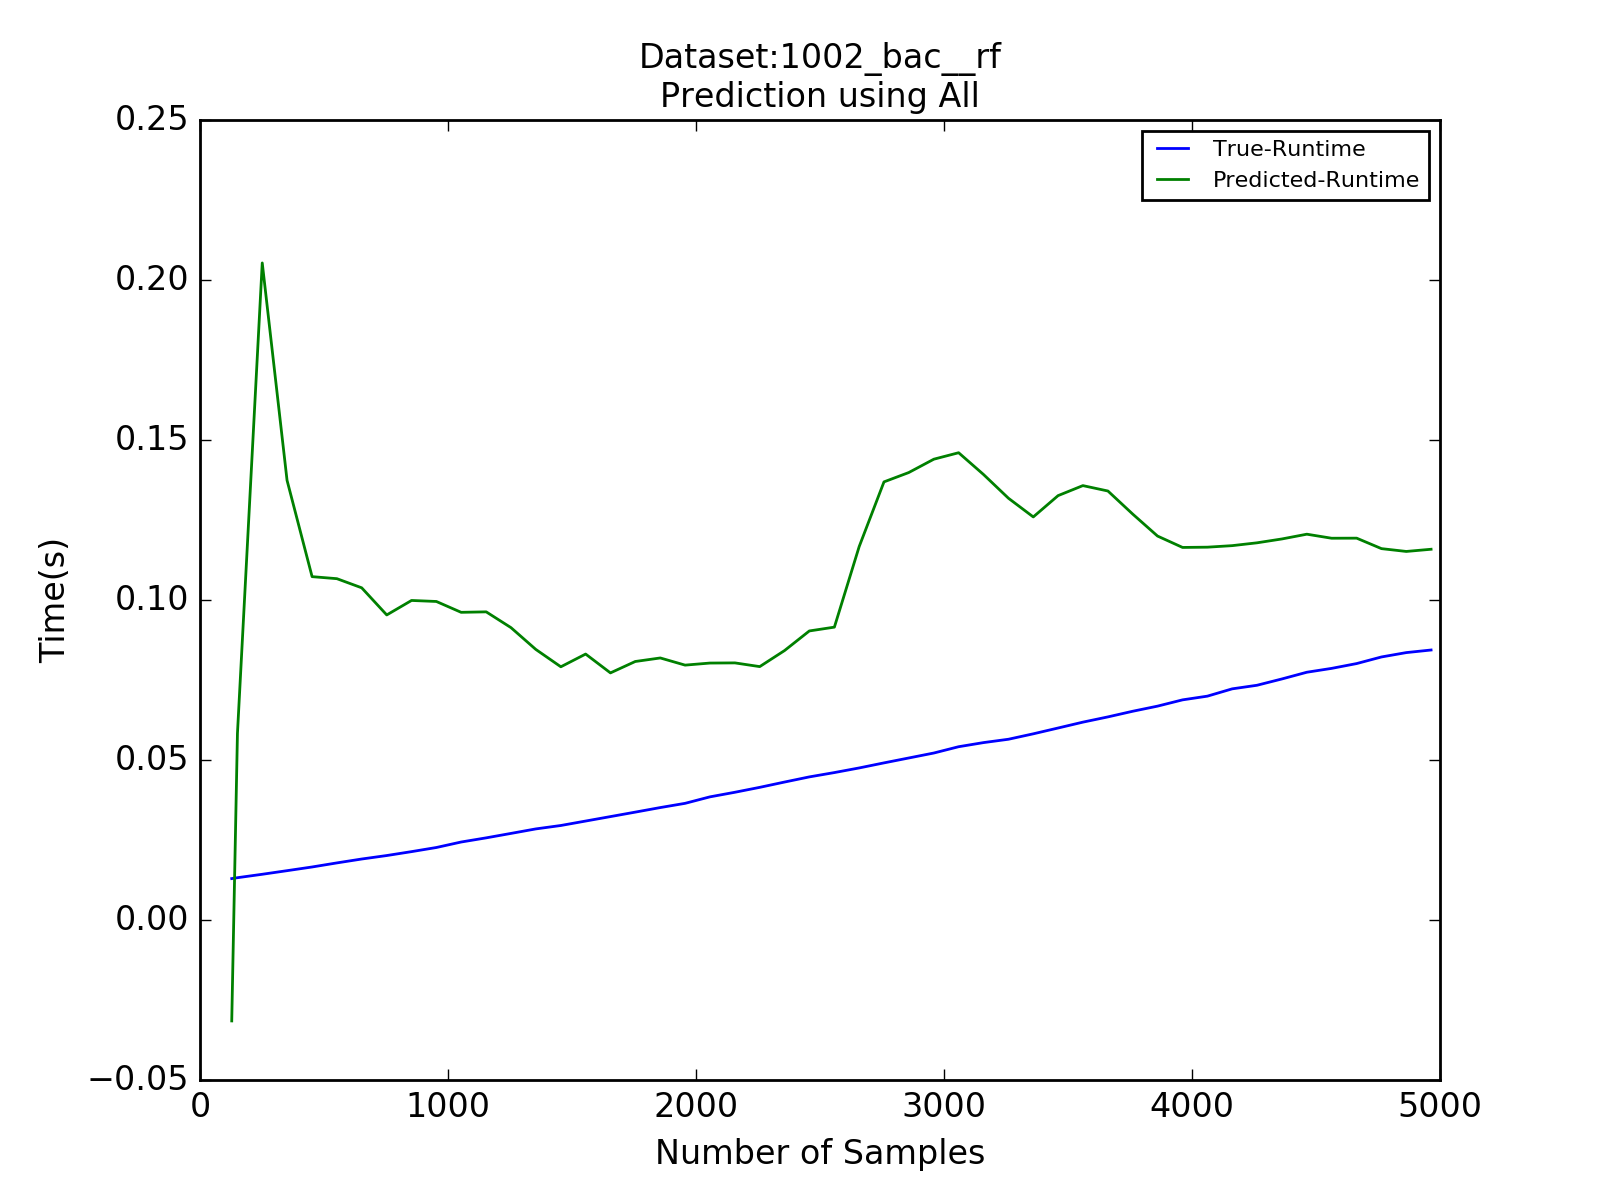 Dataset:1002_bac__rf
Prediction using All
True-Runtime
Predicted-Runtime
0.25
0.20
0.15
0.10
0.05
0.00
−0.05
Time(s)
0 1000 2000 3000 4000 5000
Number of Samples